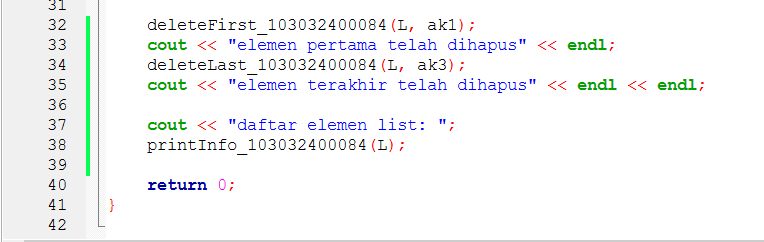 31
32 deleteFirst_103032400084(L, ak1);
33 cout << "elemen pertama telah dihapus" << endl;
34 deleteLast_103032400084(L, ak3);
35 cout << "elemen terakhir telah dihapus" << endl << endl;
36
37 cout << "daftar elemen list: ";
38 printInfo_103032400084(L);
39
40 return 0;
41 }
42